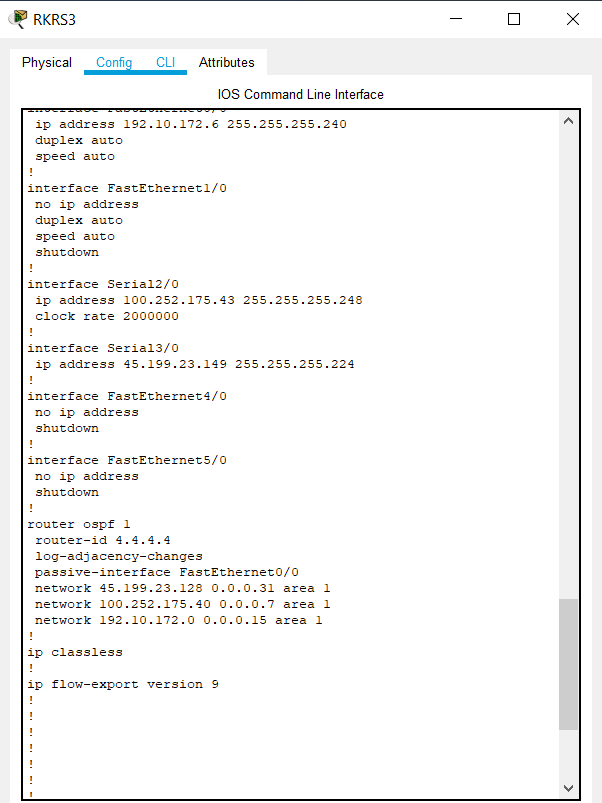 RKRS3
Physical Config CLI Attributes
IOS Command Line Interface
interface FastEthernet0/0
ip address 192.10.172.6 255.255.255.240
duplex auto
speed auto
!
interface FastEthernet1/0
no ip address
duplex auto
speed auto
shutdown
!
interface Serial2/0
ip address 100.252.175.43 255.255.255.248
clock rate 2000000
!
interface Serial3/0
ip address 45.199.23.149 255.255.255.224
!
interface FastEthernet4/0
no ip address
shutdown
!
interface FastEthernet5/0
no ip address
shutdown
!
router ospf 1
router-id 4.4.4.4
log-adjacency-changes
passive-interface FastEthernet0/0
network 45.199.23.128 0.0.0.31 area 1
network 100.252.175.40 0.0.0.7 area 1
network 192.10.172.0 0.0.0.15 area 1
!
ip classless
!
ip flow-export version 9
!
!
!
!
!
!
!